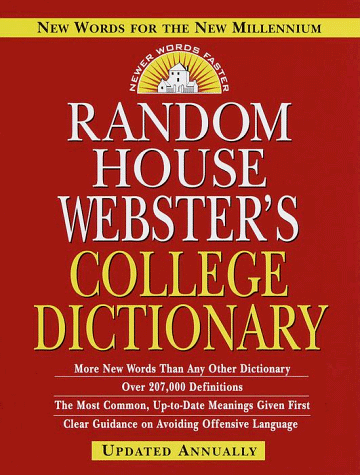 NEW WORDS FOR THE NEW MILLENNIUM
NEWER WORDS FASTER
RANDOM
HOUSE
WEBSTER'S
COLLEGE
DICTIONARY
More New Words Than Any Other Dictionary
Over 207,000 Definitions
The Most Common, Up-to-Date Meanings Given First
Clear Guidance on Avoiding Offensive Language
UPDATED ANNUALLY